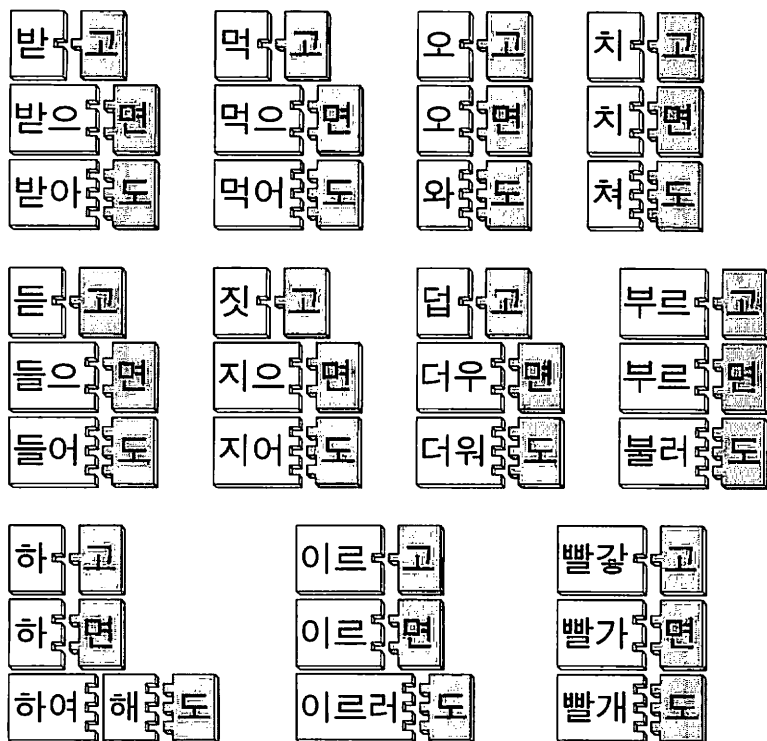 받 고 먹 고 오 고 치 고
받으 면 먹으 면 오 면 치 면
받아 도 먹어 도 와 도 쳐 도
듣 고 짓 고 덥 고 부르 고
들으 면 지으 면 더우 면 부르 면
들어 도 지어 도 더워 도 불러 도
하 고 이르 고 빨갛 고
하 면 이르 면 빨가 면
하여 해 도 이르러 도 빨개 도